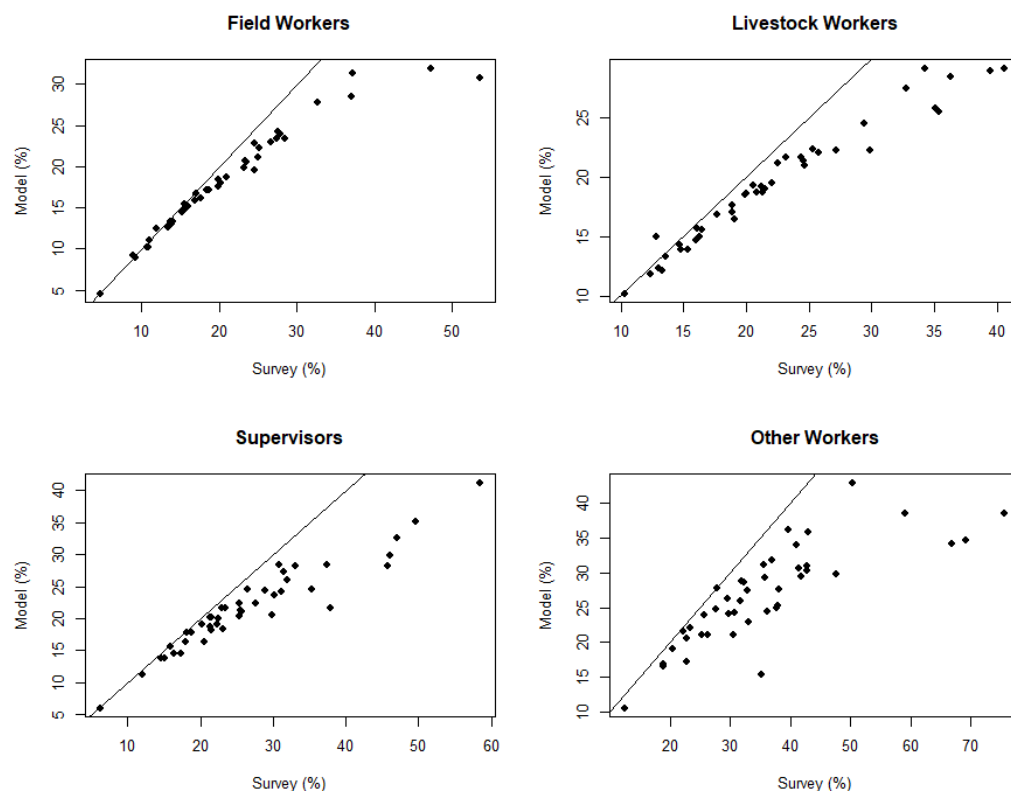 Field Workers
Model (%)
5 10 15 20 25 30
10 20 30 40 50
Survey (%)
Livestock Workers
Model (%)
10 15 20 25
10 15 20 25 30 35 40
Survey (%)
Supervisors
Model (%)
5 10 15 20 25 30 35 40
10 20 30 40 50 60
Survey (%)
Other Workers
Model (%)
10 15 20 25 30 35 40
20 30 40 50 60 70
Survey (%)